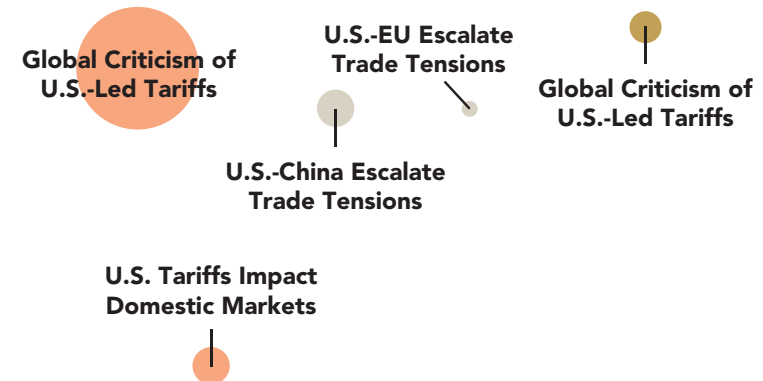 Global Criticism of
U.S.-Led Tariffs
U.S.-EU Escalate
Trade Tensions
Global Criticism of
U.S.-Led Tariffs
U.S.-China Escalate
Trade Tensions
U.S. Tariffs Impact
Domestic Markets